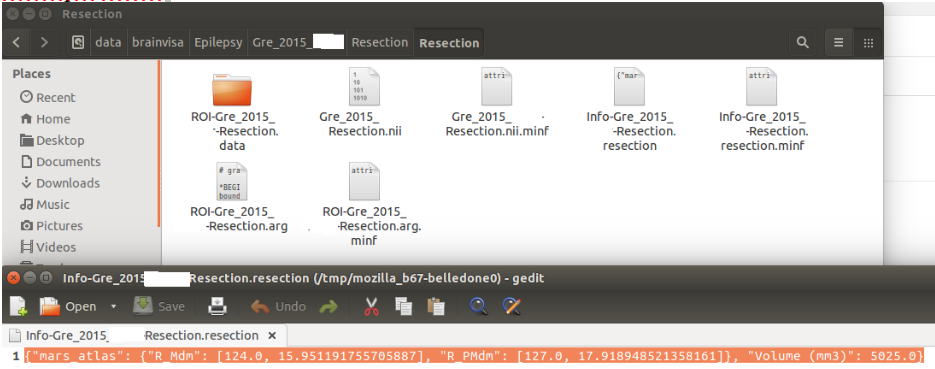 Resection
data brainvisa Epilepsy Gre_2015_ Resection Resection
Places
Recent
Home
Desktop
Documents
Downloads
Music
Pictures
Videos
1
10
101
1010
attri
{"mar
attri
ROI-Gre_2015_
-Resection.
data
Gre_2015_
Resection.nii
Gre_2015_
Resection.nii.minf
Info-Gre_2015_
-Resection.
resection
Info-Gre_2015_
-Resection.
resection.minf
# gra
*BEGI
bound
attri
ROI-Gre_2015_
-Resection.arg
ROI-Gre_2015_
-Resection.arg.
minf
Info-Gre_2015 Resection.resection (/tmp/mozilla_b67-belledone0) - gedit
Open Save Undo
Info-Gre_2015_ -Resection.resection ×
1 {"mars_atlas": {"R_Mdm": [124.0, 15.951191755705887], "R_PMdm": [127.0, 17.918948521358161]}, "Volume (mm3)": 5025.0}